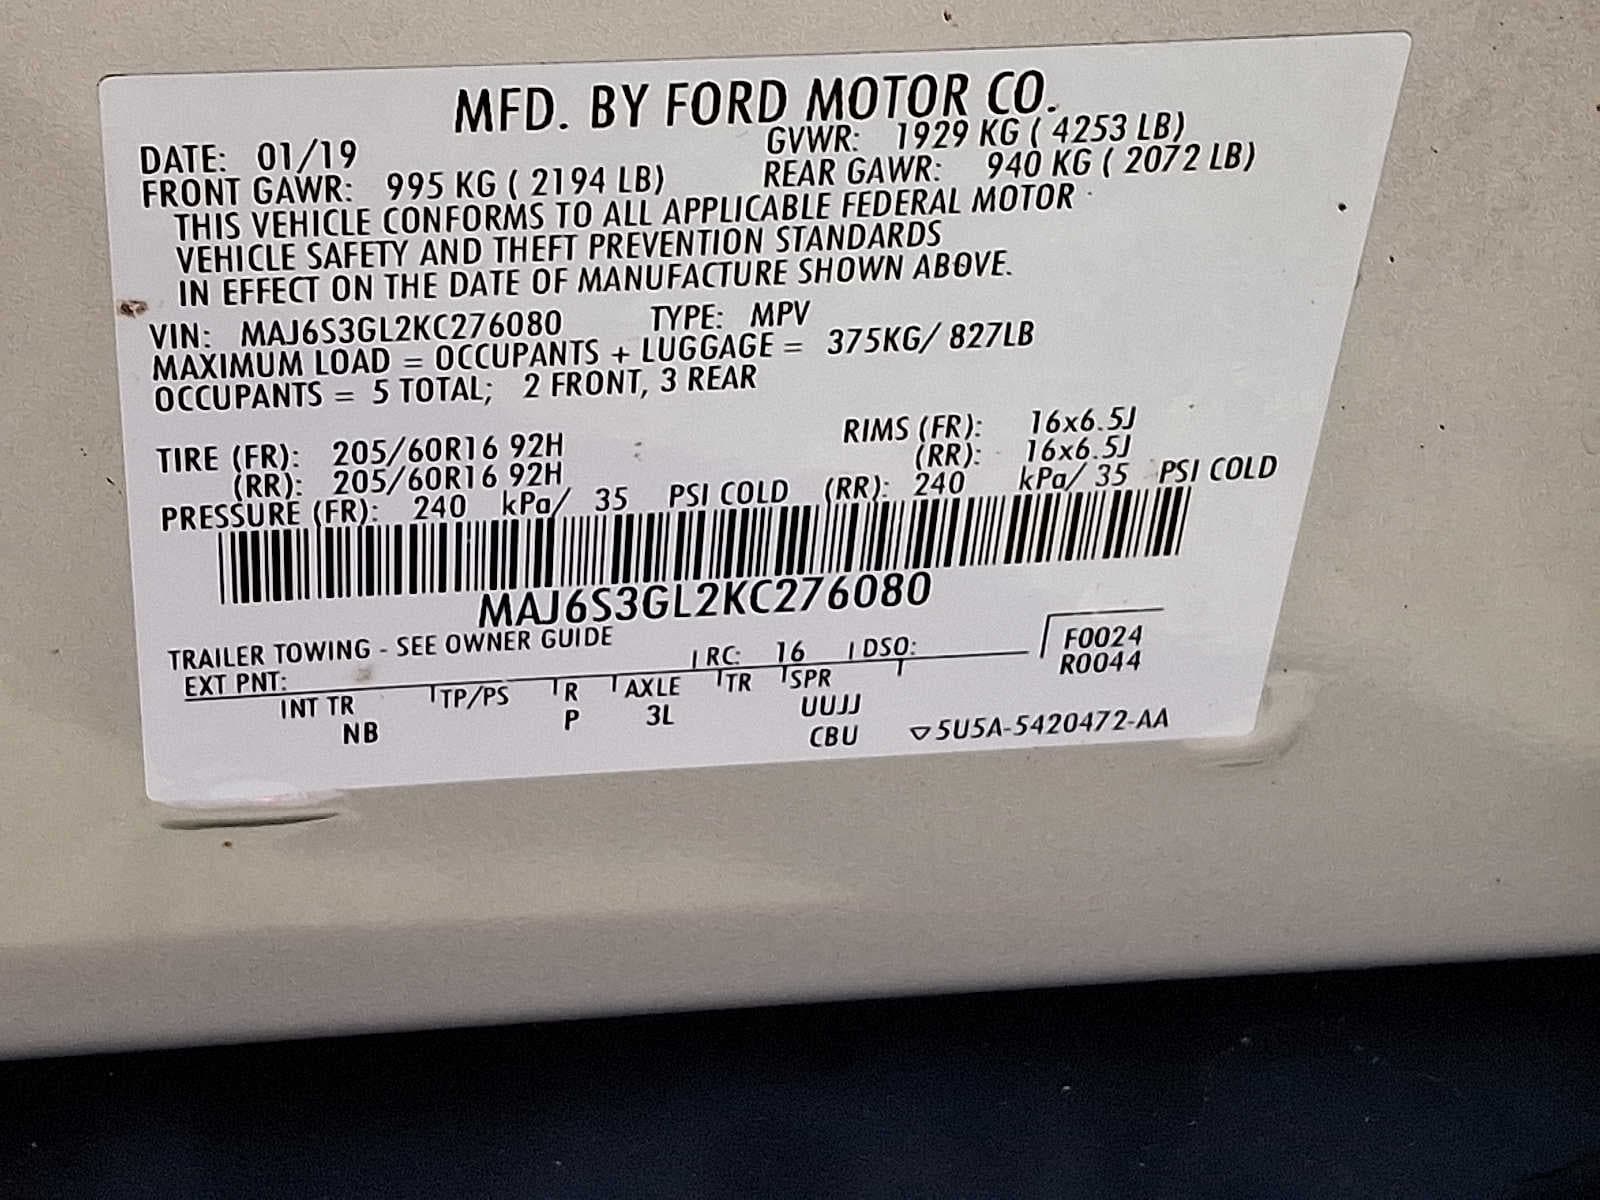 MFD. BY FORD MOTOR CO.
DATE: 01/19 GVWR: 1929 KG ( 4253 LB)
FRONT GAWR: 995 KG ( 2194 LB) REAR GAWR: 940 KG ( 2072 LB)
THIS VEHICLE CONFORMS TO ALL APPLICABLE FEDERAL MOTOR
VEHICLE SAFETY AND THEFT PREVENTION STANDARDS
IN EFFECT ON THE DATE OF MANUFACTURE SHOWN ABOVE.
VIN: MAJ6S3GL2KC276080 TYPE: MPV
MAXIMUM LOAD = OCCUPANTS + LUGGAGE = 375KG/ 827LB
OCCUPANTS = 5 TOTAL; 2 FRONT, 3 REAR
TIRE (FR): 205/60R16 92H RIMS (FR): 16x6.5J
(RR): 205/60R16 92H (RR): 16x6.5J
PRESSURE (FR): 240 kPa/ 35 PSI COLD (RR): 240 kPa/ 35 PSI COLD
MAJ6S3GL2KC276080
TRAILER TOWING - SEE OWNER GUIDE
EXT PNT: RC: 16 DSO: F0024
R0044
INT TR TP/PS R AXLE TR SPR
NB P 3L UUJJ
CBU ▽5U5A-5420472-AA